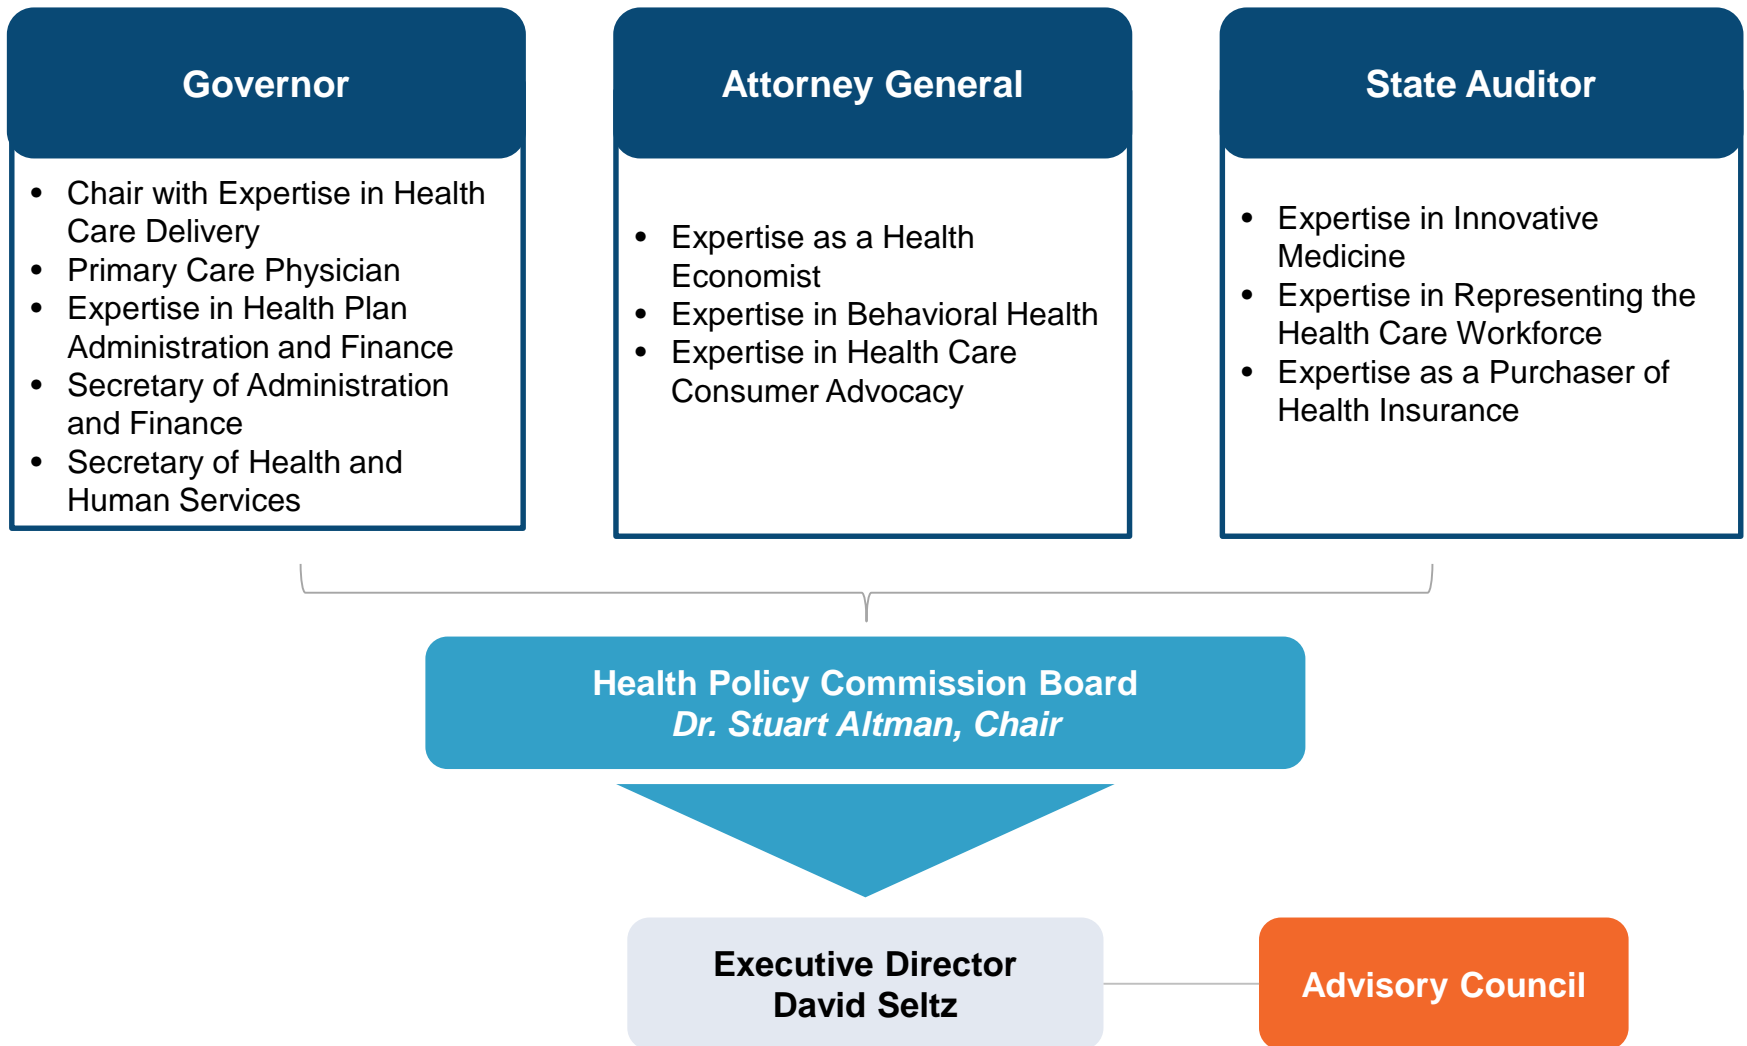 Governor
• Chair with Expertise in Health
Care Delivery
• Primary Care Physician
• Expertise in Health Plan
Administration and Finance
• Secretary of Administration
and Finance
• Secretary of Health and
Human Services
Attorney General
• Expertise as a Health
Economist
• Expertise in Behavioral Health
• Expertise in Health Care
Consumer Advocacy
State Auditor
• Expertise in Innovative
Medicine
• Expertise in Representing the
Health Care Workforce
• Expertise as a Purchaser of
Health Insurance
Health Policy Commission Board
Dr. Stuart Altman, Chair
Executive Director
David Seltz
Advisory Council